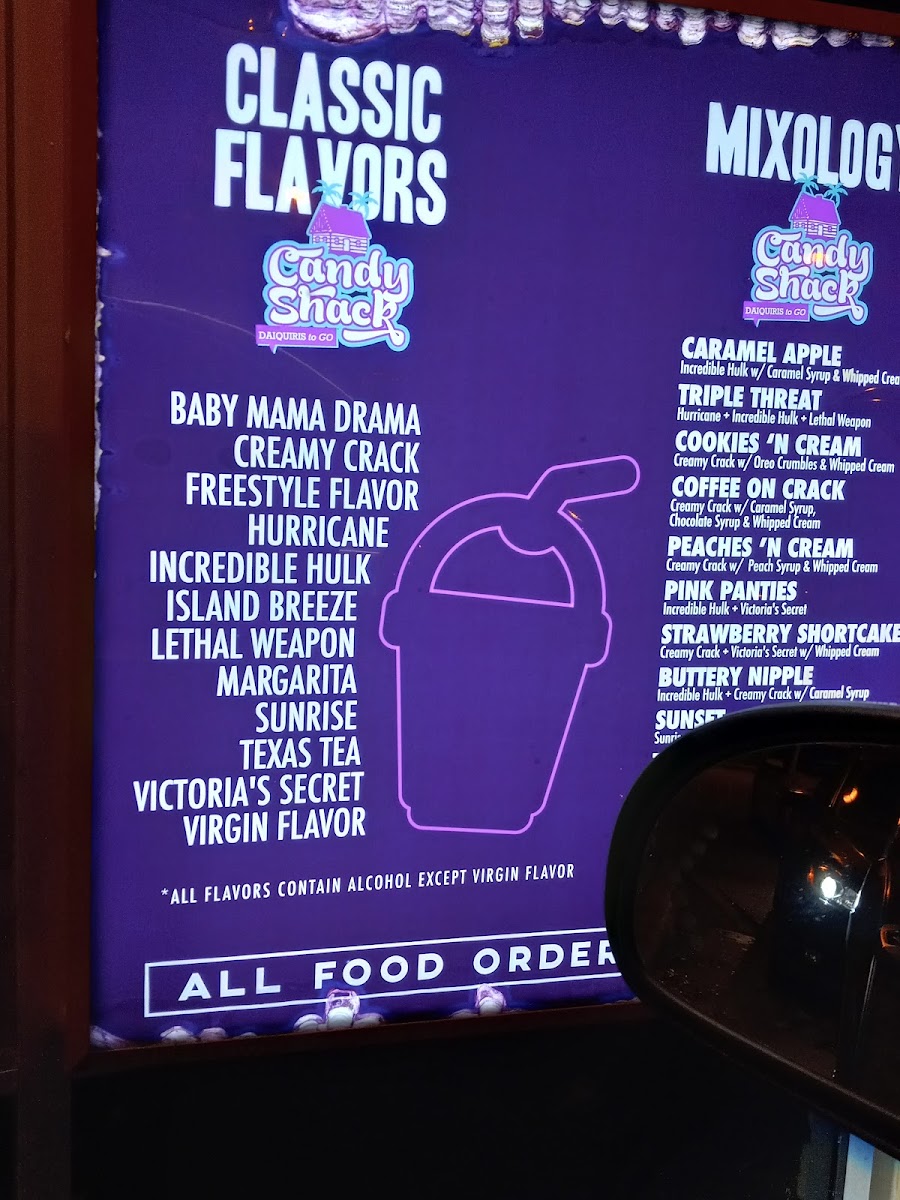 CLASSIC
FLAVORS
Candy
Shack
DAIQUIRIS to GO
BABY MAMA DRAMA
CREAMY CRACK
FREESTYLE FLAVOR
HURRICANE
INCREDIBLE HULK
ISLAND BREEZE
LETHAL WEAPON
MARGARITA
SUNRISE
TEXAS TEA
VICTORIA'S SECRET
VIRGIN FLAVOR
*ALL FLAVORS CONTAIN ALCOHOL EXCEPT VIRGIN FLAVOR
ALL FOOD ORDER
MIXOLOGY
Candy
Shack
DAIQUIRIS to GO
CARAMEL APPLE
Incredible Hulk w/ Caramel Syrup & Whipped Crea
TRIPLE THREAT
Hurricane + Incredible Hulk + Lethal Weapon
COOKIES 'N CREAM
Creamy Crack w/ Oreo Crumbles & Whipped Cream
COFFEE ON CRACK
Creamy Crack w/ Caramel Syrup,
Chocolate Syrup & Whipped Cream
PEACHES 'N CREAM
Creamy Crack w/ Peach Syrup & Whipped Cream
PINK PANTIES
Incredible Hulk + Victoria's Secret
STRAWBERRY SHORTCAKE
Creamy Crack + Victoria's Secret w/ Whipped Cream
BUTTERY NIPPLE
Incredible Hulk + Creamy Crack w/ Caramel Syrup
SUNSET